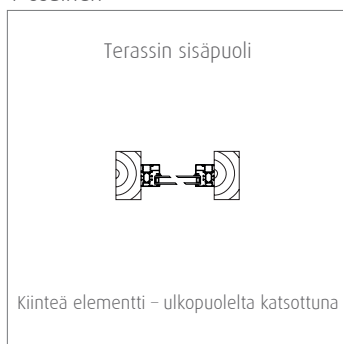 Terassin sisäpuoli
Kiinteä elementti – ulkopuolelta katsottuna